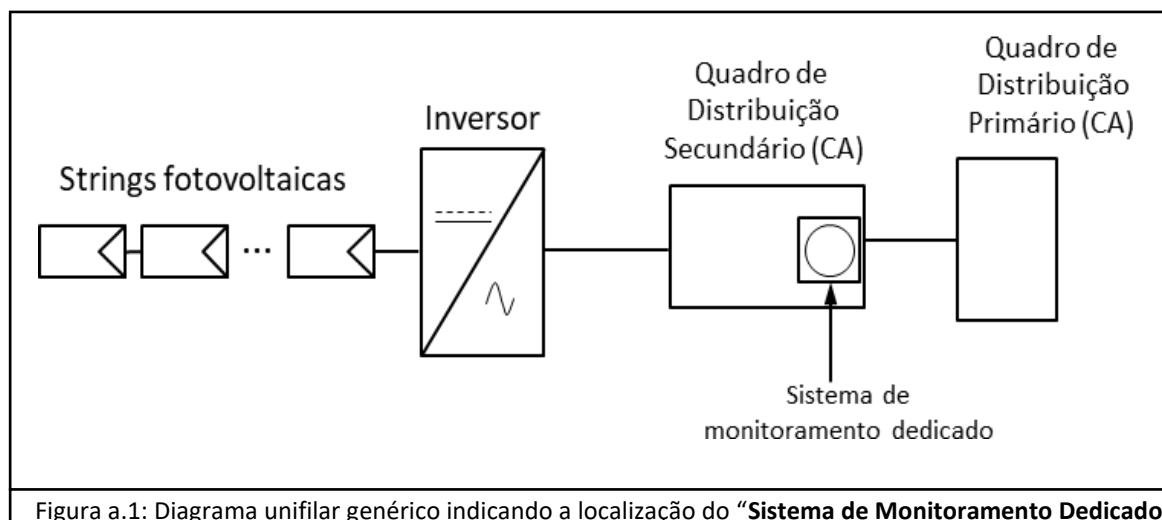 Quadro de
Distribuição
Primário (CA)
Quadro de
Distribuição
Secundário (CA)
Inversor
Strings fotovoltaicas
...
Sistema de
monitoramento dedicado
Figura a.1: Diagrama unifilar genérico indicando a localização do “Sistema de Monitoramento Dedicado